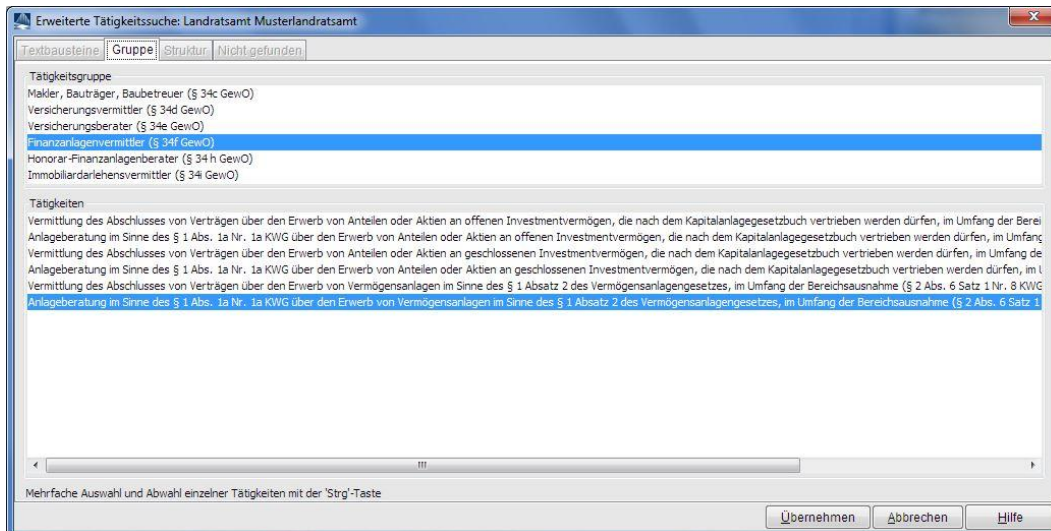 Erweiterte Tätigkeitssuche: Landratsamt Musterlandratsamt
Textbausteine Gruppe Struktur Nicht gefunden
Tätigkeitsgruppe
Makler, Bauträger, Baubetreuer (§ 34c GewO)
Versicherungsvermittler (§ 34d GewO)
Versicherungsberater (§ 34e GewO)
Finanzanlagenvermittler (§ 34f GewO)
Honorar-Finanzanlagenberater (§ 34 h GewO)
Immobiliardarlehensvermittler (§ 34i GewO)
Tätigkeiten
Vermittlung des Abschlusses von Verträgen über den Erwerb von Anteilen oder Aktien an offenen Investmentvermögen, die nach dem Kapitalanlagegesetzbuch vertrieben werden dürfen, im Umfang der Berei
Anlageberatung im Sinne des § 1 Abs. 1a Nr. 1a KWG über den Erwerb von Anteilen oder Aktien an offenen Investmentvermögen, die nach dem Kapitalanlagegesetzbuch vertrieben werden dürfen, im Umfang
Vermittlung des Abschlusses von Verträgen über den Erwerb von Anteilen oder Aktien an geschlossenen Investmentvermögen, die nach dem Kapitalanlagegesetzbuch vertrieben werden dürfen, im Umfang de
Anlageberatung im Sinne des § 1 Abs. 1a Nr. 1a KWG über den Erwerb von Anteilen oder Aktien an geschlossenen Investmentvermögen, die nach dem Kapitalanlagegesetzbuch vertrieben werden dürfen, im
Vermittlung des Abschlusses von Verträgen über den Erwerb von Vermögensanlagen im Sinne des § 1 Absatz 2 des Vermögensanlagengesetzes, im Umfang der Bereichsausnahme (§ 2 Abs. 6 Satz 1 Nr. 8 KWG
Anlageberatung im Sinne des § 1 Abs. 1a Nr. 1a KWG über den Erwerb von Vermögensanlagen im Sinne des § 1 Absatz 2 des Vermögensanlagengesetzes, im Umfang der Bereichsausnahme (§ 2 Abs. 6 Satz 1
Mehrfache Auswahl und Abwahl einzelner Tätigkeiten mit der 'Strg'-Taste
Übernehmen Abbrechen Hilfe